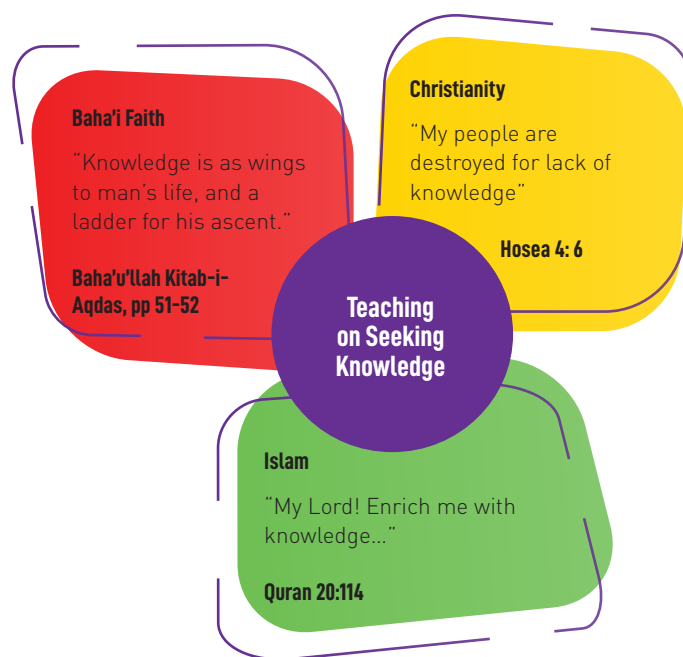 Baha'i Faith
“Knowledge is as wings
to man's life, and a
ladder for his ascent.”
Baha'u'llah Kitab-i-
Aqdas, pp 51-52
Christianity
“My people are
destroyed for lack of
knowledge”
Hosea 4: 6
Teaching
on Seeking
Knowledge
Islam
“My Lord! Enrich me with
knowledge...”
Quran 20:114